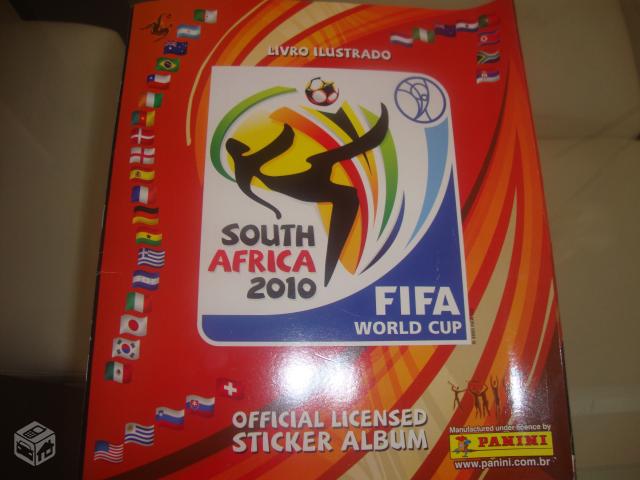 LIVRO ILUSTRADO
SOUTH
AFRICA
2010
FIFA
WORLD CUP
OFFICIAL LICENSED
STICKER ALBUM
Manufactured under licence by
PANINI
www.panini.com.br